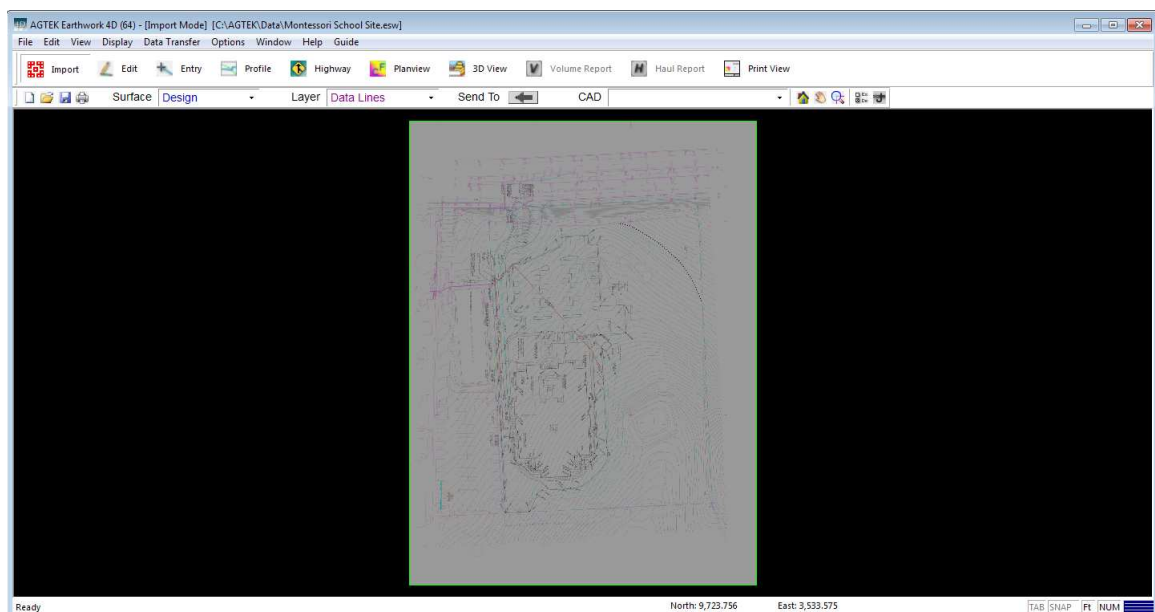 AGTEK Earthwork 4D (64) - [Import Mode] [C:\AGTEK\Data\Montessori School Site.esw]
File Edit View Display Data Transfer Options Window Help Guide
Import Edit Entry Profile Highway Planview 3D View Volume Report Haul Report Print View
Surface Design Layer Data Lines Send To CAD
Ready North: 9,723.756 East: 3,533.575 TAB SNAP Ft NUM